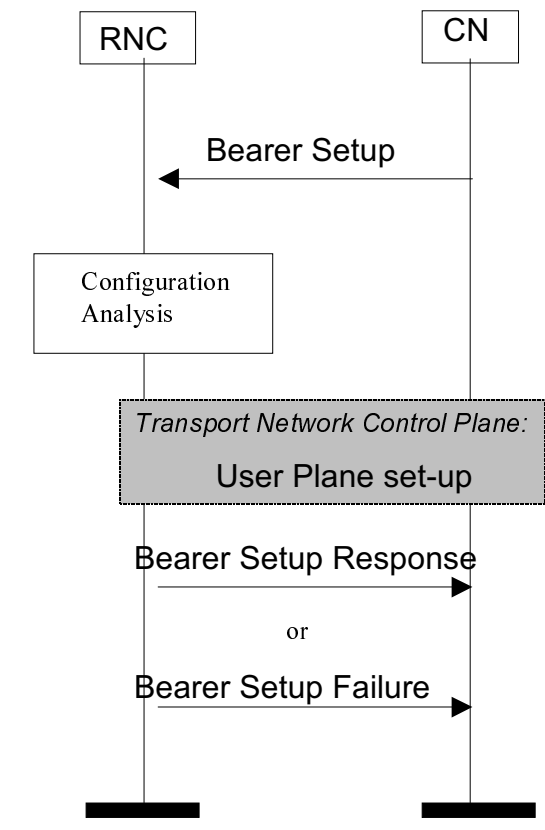 RNC
CN
Bearer Setup
Configuration
Analysis
Transport Network Control Plane:
User Plane set-up
Bearer Setup Response
or
Bearer Setup Failure